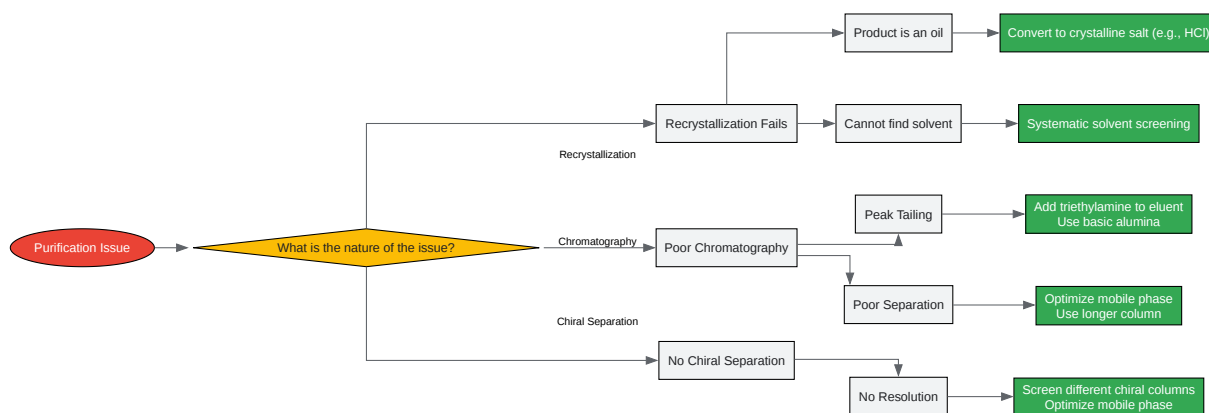 Product is an oil
Convert to crystalline salt (e.g., HCl)
Recrystallization Fails
Cannot find solvent
Systematic solvent screening
Recrystallization
Peak Tailing
Add triethylamine to eluent
Use basic alumina
Purification Issue
What is the nature of the issue?
Chromatography
Poor Chromatography
Poor Separation
Optimize mobile phase
Use longer column
Chiral Separation
No Chiral Separation
No Resolution
Screen different chiral columns
Optimize mobile phase